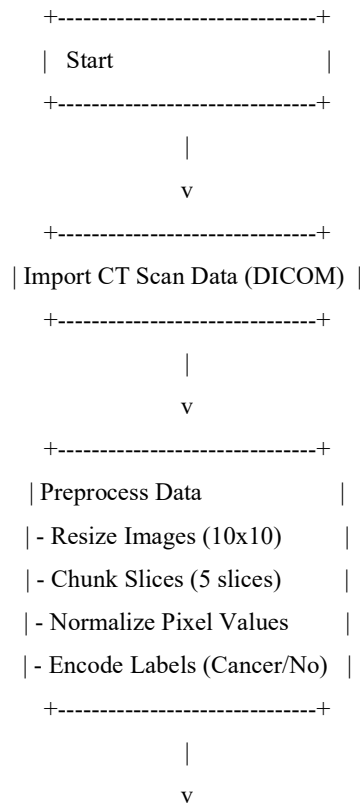 +-------------------------------+
| Start |
+-------------------------------+
|
v
+-------------------------------+
| Import CT Scan Data (DICOM) |
+-------------------------------+
|
v
+-------------------------------+
| Preprocess Data |
| - Resize Images (10x10) |
| - Chunk Slices (5 slices) |
| - Normalize Pixel Values |
| - Encode Labels (Cancer/No) |
+-------------------------------+
|
v